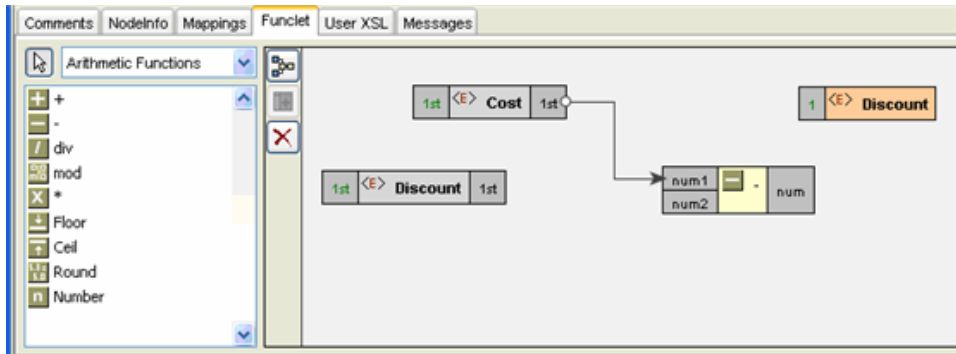 Comments NodeInfo Mappings Funclet User XSL Messages
Arithmetic Functions
+
-
div
mod
*
Floor
Ceil
Round
Number
1st <E> Cost 1st
1 <E> Discount
1st <E> Discount 1st
num1 - num
num2